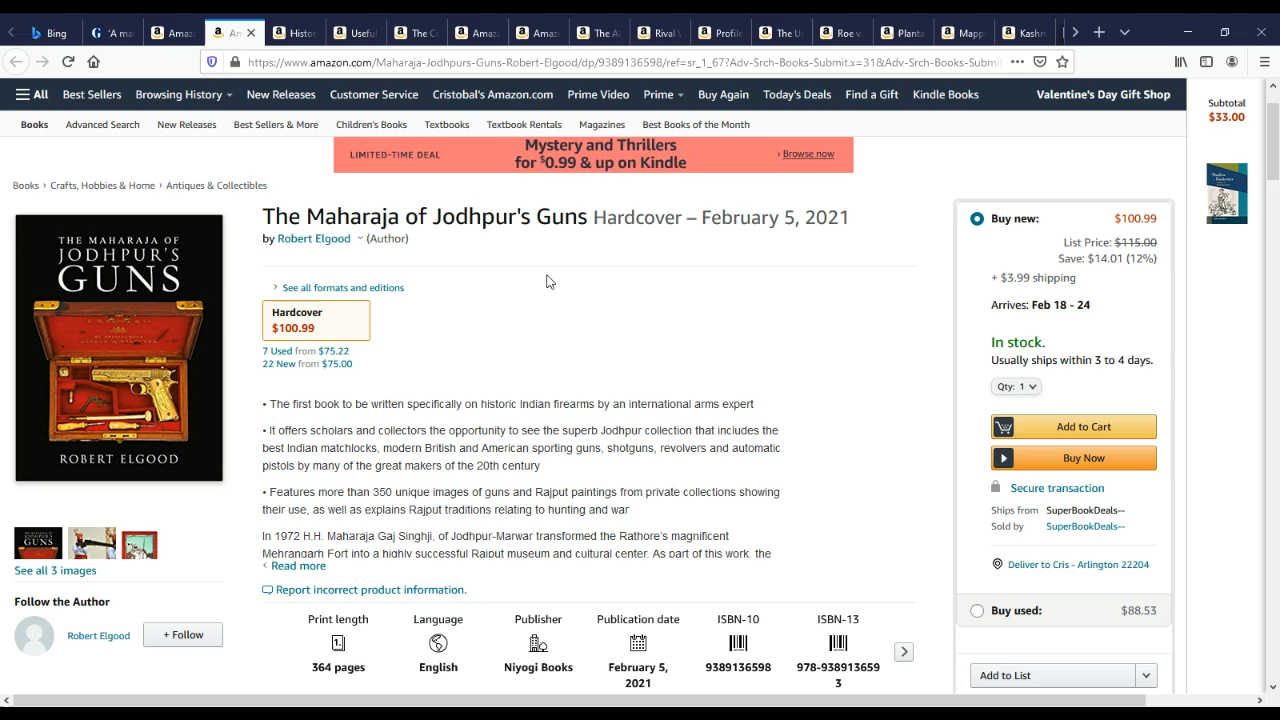 Bing
'A ma
Amaz
Am
Histor
Useful
The C
Amaz
Amaz
The A
Rival V
Profile
The U
Roe v.
Planta
Mapp
Kashm
https://www.amazon.com/Maharaja-Jodhpurs-Guns-Robert-Elgood/dp/9389136598/ref=sr_1_67?Adv-Srch-Books-Submit.x=31&Adv-Srch-Books-Submit
All Best Sellers Browsing History New Releases Customer Service Cristobal's Amazon.com Prime Video Prime Buy Again Today's Deals Find a Gift Kindle Books Valentine's Day Gift Shop
Books Advanced Search New Releases Best Sellers & More Children's Books Textbooks Textbook Rentals Magazines Best Books of the Month
Subtotal
$33.00
LIMITED-TIME DEAL
Mystery and Thrillers
for $0.99 & up on Kindle
› Browse now
Books › Crafts, Hobbies & Home › Antiques & Collectibles
THE MAHARAJA OF
JODHPUR'S
GUNS
ROBERT ELGOOD
See all 3 images
Follow the Author
Robert Elgood
+ Follow
The Maharaja of Jodhpur's Guns Hardcover – February 5, 2021
by Robert Elgood (Author)
See all formats and editions
Hardcover
$100.99
7 Used from $75.22
22 New from $75.00
• The first book to be written specifically on historic Indian firearms by an international arms expert
• It offers scholars and collectors the opportunity to see the superb Jodhpur collection that includes the
best Indian matchlocks, modern British and American sporting guns, shotguns, revolvers and automatic
pistols by many of the great makers of the 20th century
• Features more than 350 unique images of guns and Rajput paintings from private collections showing
their use, as well as explains Rajput traditions relating to hunting and war
In 1972 H.H. Maharaja Gaj Singhji, of Jodhpur-Marwar transformed the Rathore's magnificent
Mehrangarh Fort into a highly successful Rajput museum and cultural center. As part of this work, the
Read more
Report incorrect product information.
Print length
364 pages
Language
English
Publisher
Niyogi Books
Publication date
February 5,
2021
ISBN-10
9389136598
ISBN-13
978-938913659
3
Buy new: $100.99
List Price: $115.00
Save: $14.01 (12%)
+ $3.99 shipping
Arrives: Feb 18 - 24
In stock.
Usually ships within 3 to 4 days.
Qty: 1
Add to Cart
Buy Now
Secure transaction
Ships from SuperBookDeals--
Sold by SuperBookDeals--
Deliver to Cris - Arlington 22204
Buy used: $88.53
Add to List